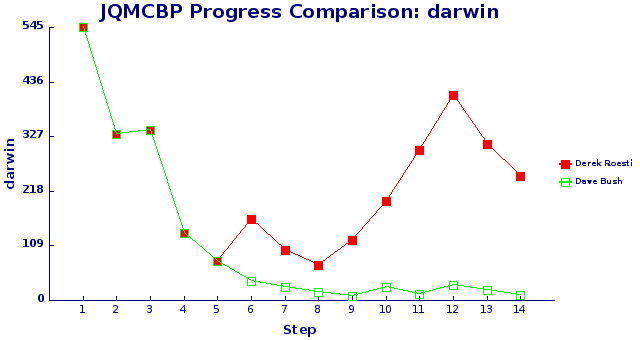 JQMCBP Progress Comparison: darwin
545
436
327
218
109
0
darwin
1 2 3 4 5 6 7 8 9 10 11 12 13 14
Step
Derek Roesti
Dave Bush